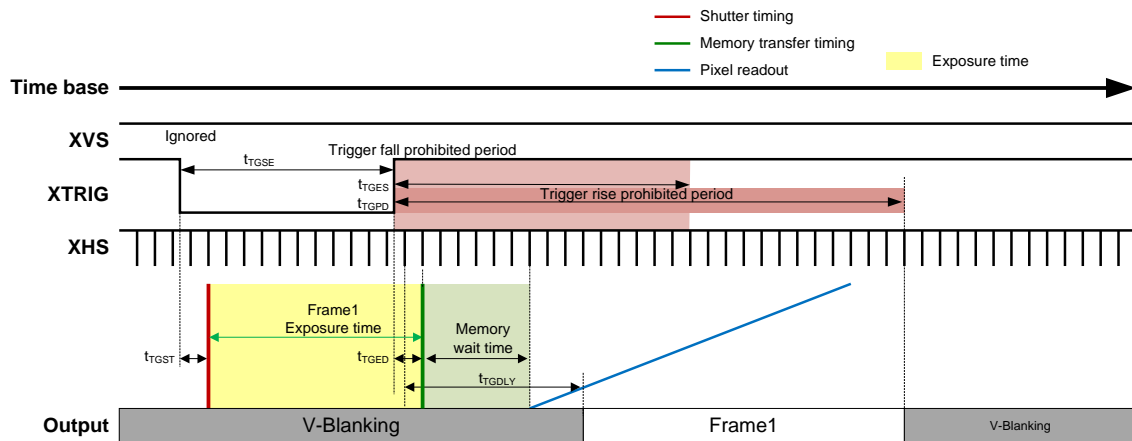 Shutter timing
Memory transfer timing
Pixel readout
Exposure time
Time base
XVS
Ignored
tTGSE
Trigger fall prohibited period
XTRIG
tTGES
Trigger rise prohibited period
tTGPD
XHS
Frame1
Exposure time
Memory
wait time
tTGST
tTGED
tTGDLY
Output
V-Blanking
Frame1
V-Blanking